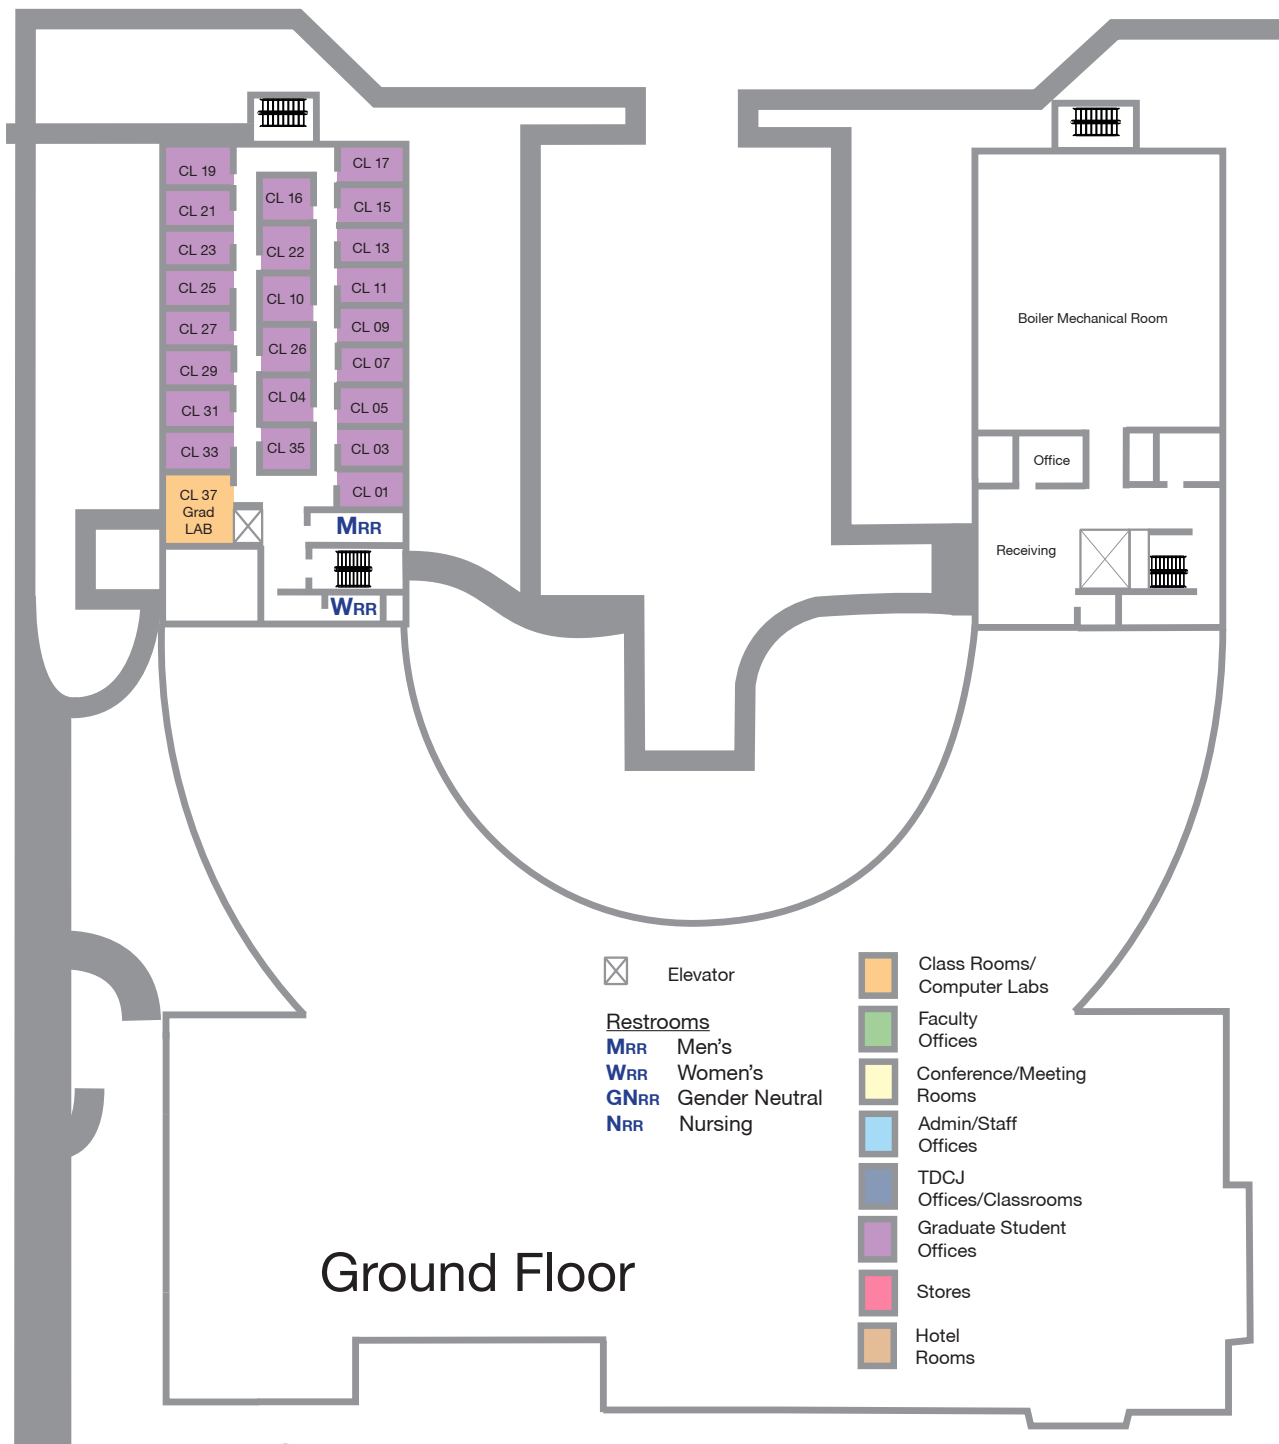 CL 19
CL 21
CL 23
CL 25
CL 27
CL 29
CL 31
CL 33
CL 37
Grad
LAB
CL 16
CL 22
CL 10
CL 26
CL 04
CL 35
CL 17
CL 15
CL 13
CL 11
CL 09
CL 07
CL 05
CL 03
CL 01
MRR
WRR
Boiler Mechanical Room
Office
Receiving
Elevator
Restrooms
MRR Men's
WRR Women's
GNRR Gender Neutral
NRR Nursing
Class Rooms/
Computer Labs
Faculty
Offices
Conference/Meeting
Rooms
Admin/Staff
Offices
TDCJ
Offices/Classrooms
Graduate Student
Offices
Stores
Hotel
Rooms
Ground Floor